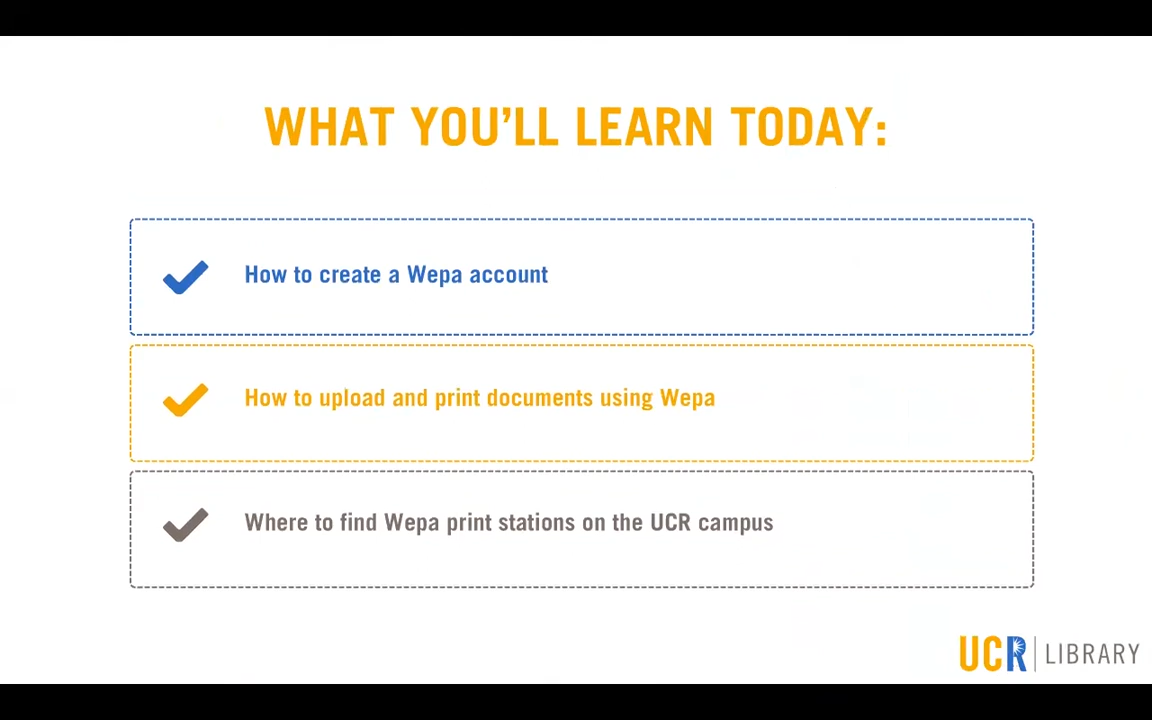 WHAT YOU'LL LEARN TODAY:
How to create a Wepa account
How to upload and print documents using Wepa
Where to find Wepa print stations on the UCR campus
UCR LIBRARY